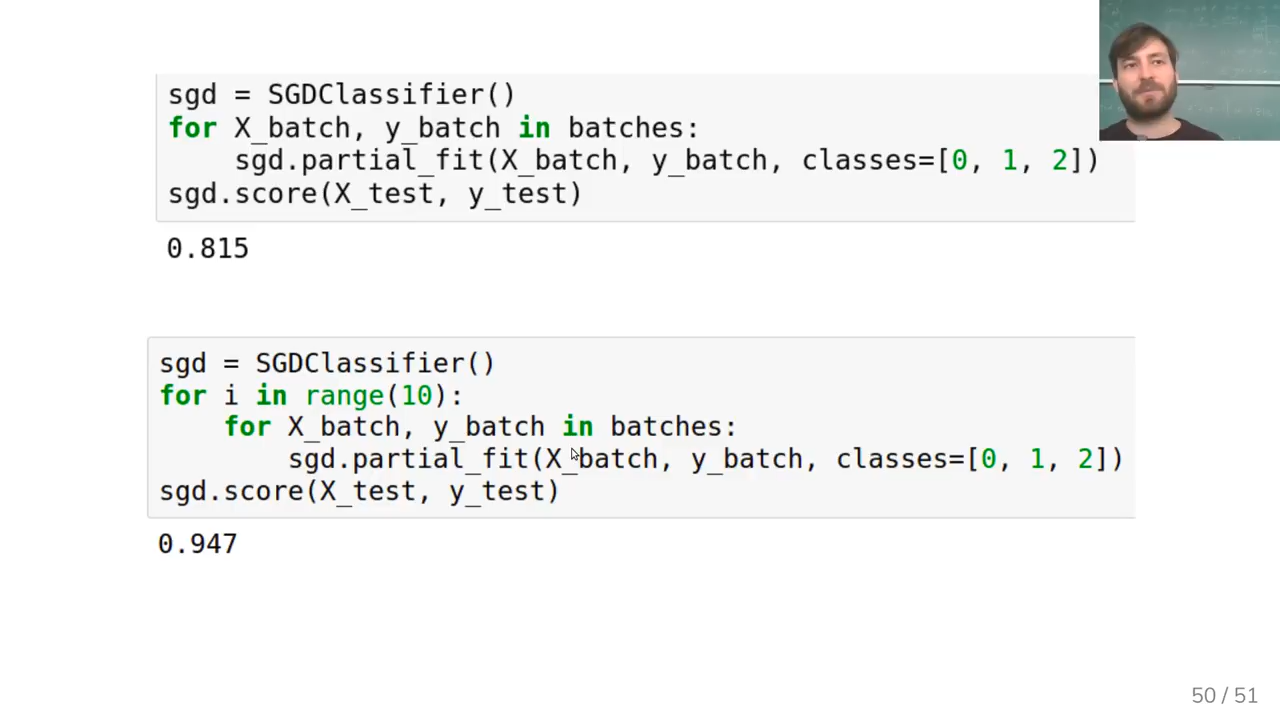 sgd = SGDClassifier()
for X_batch, y_batch in batches:
    sgd.partial_fit(X_batch, y_batch, classes=[0, 1, 2])
sgd.score(X_test, y_test)
0.815
sgd = SGDClassifier()
for i in range(10):
    for X_batch, y_batch in batches:
        sgd.partial_fit(X_batch, y_batch, classes=[0, 1, 2])
sgd.score(X_test, y_test)
0.947
50 / 51